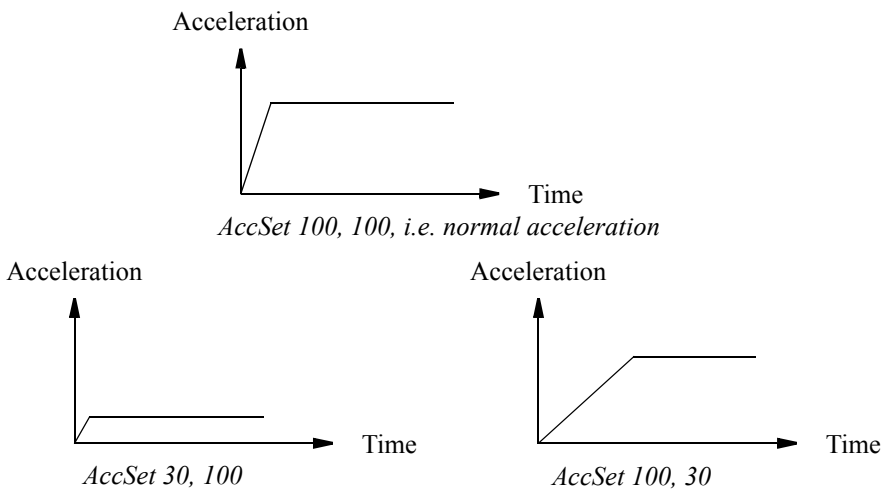 Acceleration
Time
AccSet 100, 100, i.e. normal acceleration
Acceleration
Acceleration
Time
Time
AccSet 30, 100
AccSet 100, 30